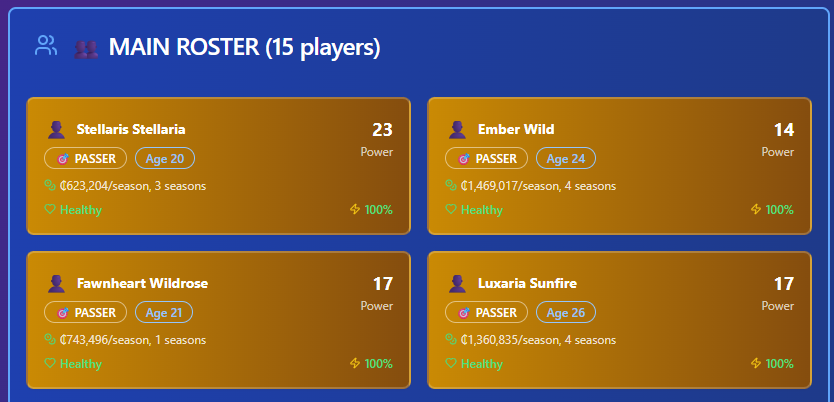 MAIN ROSTER (15 players)
Stellaris Stellaria
23
PASSER
Age 20
Power
₢623,204/season, 3 seasons
Healthy
100%
Ember Wild
14
PASSER
Age 24
Power
₢1,469,017/season, 4 seasons
Healthy
100%
Fawnheart Wildrose
17
PASSER
Age 21
Power
₢743,496/season, 1 seasons
Healthy
100%
Luxaria Sunfire
17
PASSER
Age 26
Power
₢1,360,835/season, 4 seasons
Healthy
100%